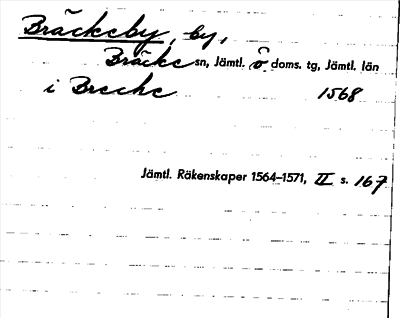 Bräckeby, by,
Bräcke sn, Jämtl. ö doms. tg, Jämtl. län
i Brecke 1568
Jämtl. Räkenskaper 1564–1571, II s. 167